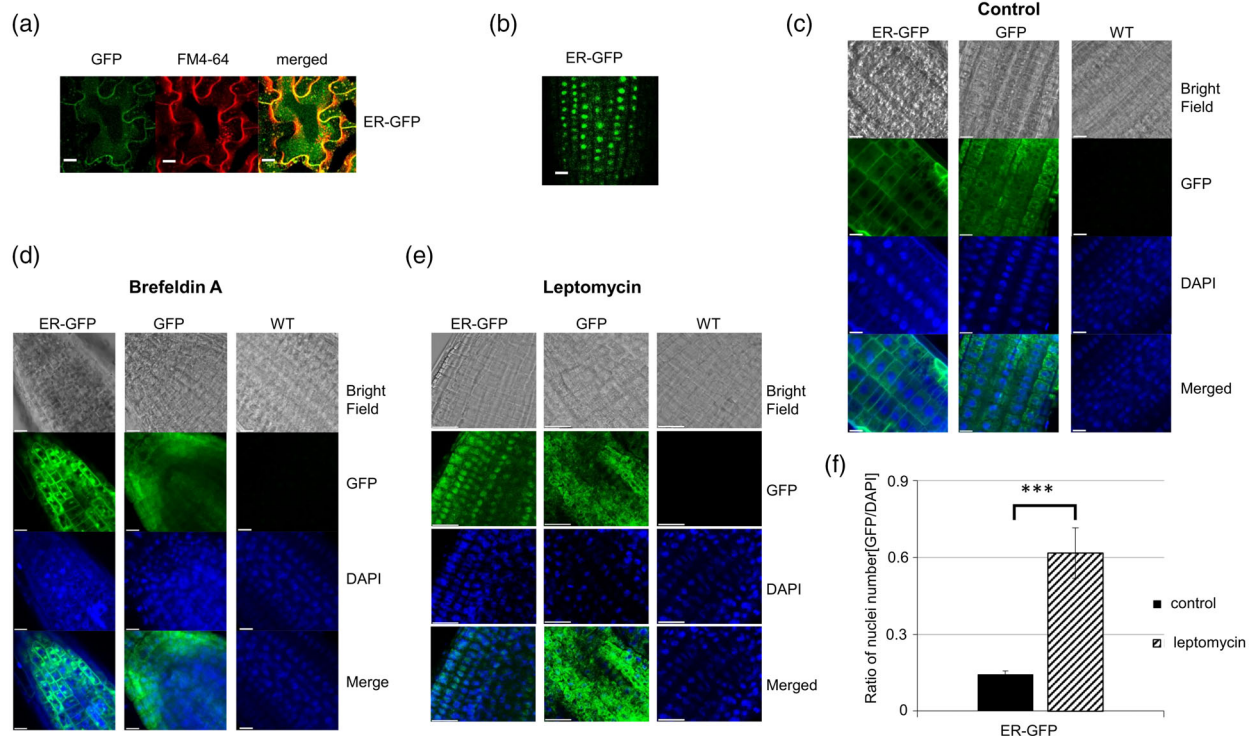 (a)
GFP FM4-64 merged
ER-GFP
(b)
ER-GFP
(c)
Control
ER-GFP GFP WT
Bright
Field
GFP
DAPI
Merged
(d)
Brefeldin A
ER-GFP GFP WT
Bright
Field
GFP
DAPI
Merge
(e)
Leptomycin
ER-GFP GFP WT
Bright
Field
GFP
DAPI
Merged
(f)
Ratio of nuclei number[GFP/DAPI]
0.9
0.6
0.3
0
***
ER-GFP
control
leptomycin